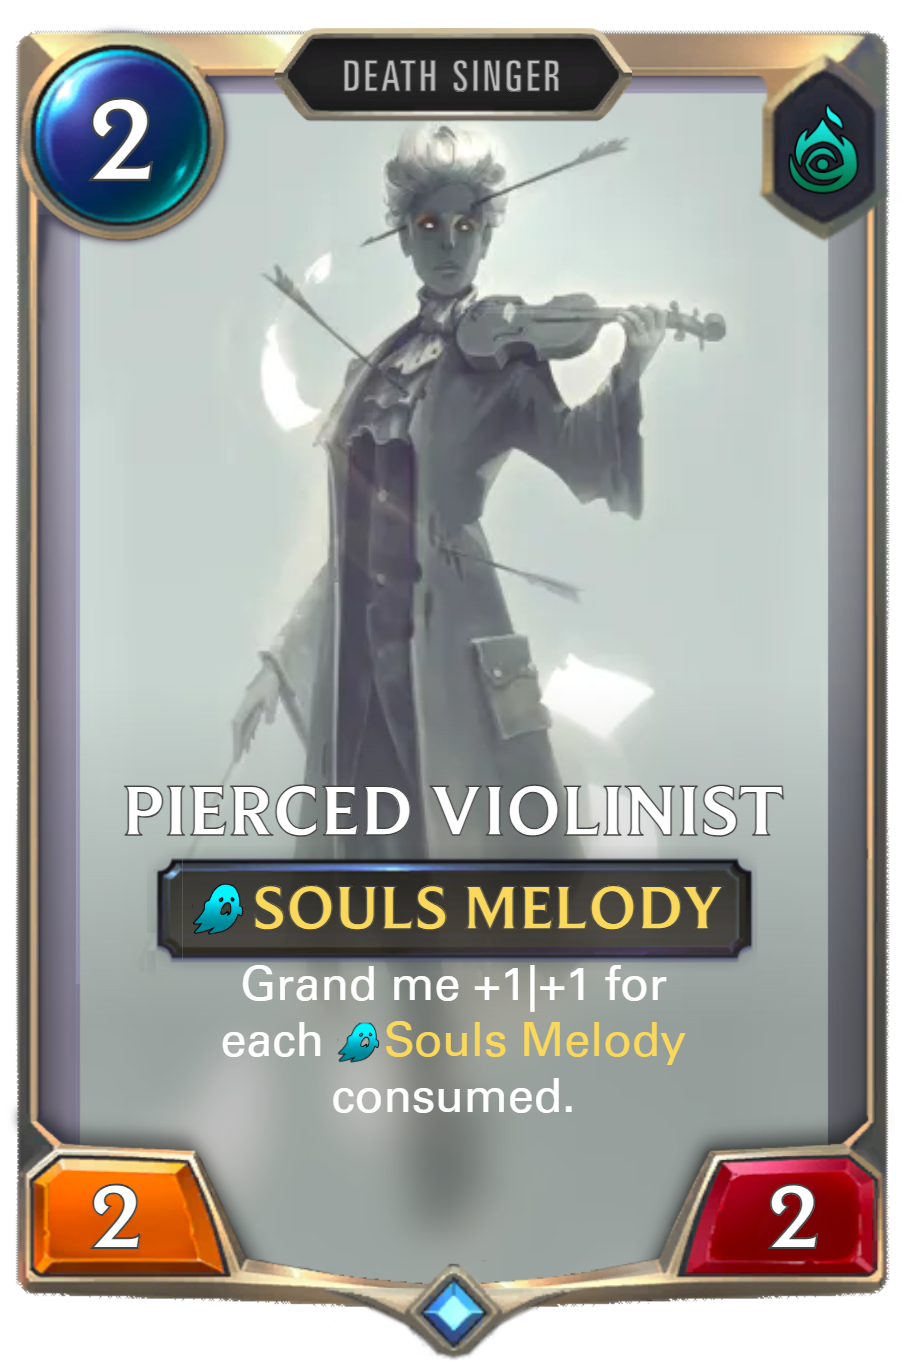 DEATH SINGER
2
PIERCED VIOLINIST
SOULS MELODY
Grand me +1|+1 for
each Souls Melody
consumed.
2
2